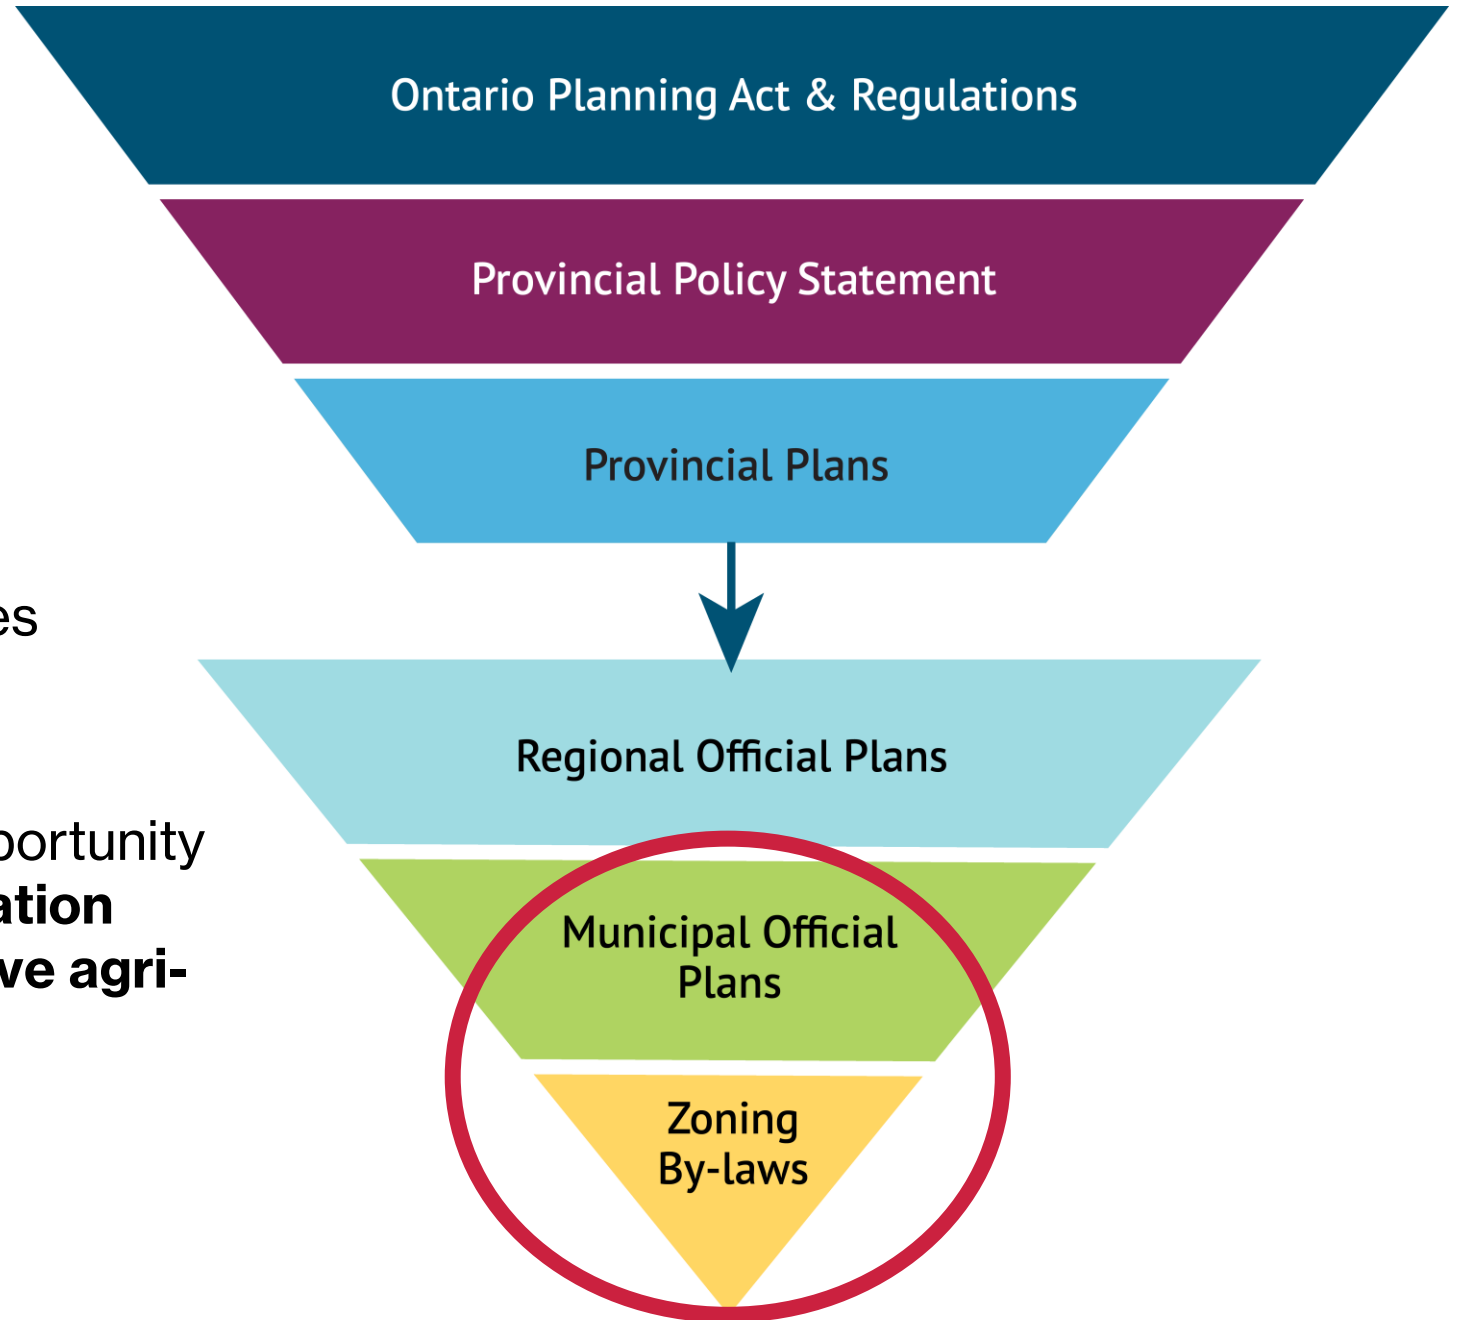 Ontario Planning Act & Regulations
Provincial Policy Statement
Provincial Plans
es
Regional Official Plans
portunity
ation
ve agri-
Municipal Official
Plans
Zoning
By-laws